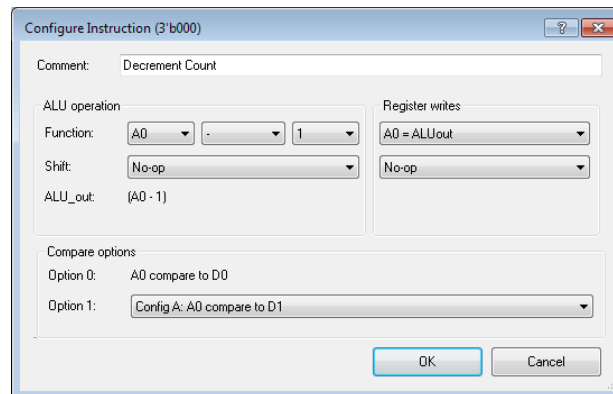 Configure Instruction (3'b000)
Comment: Decrement Count
ALU operation
Function: A0 - 1
Shift: No-op
ALU_out: (A0 - 1)
Register writes
A0 = ALUout
No-op
Compare options
Option 0: A0 compare to D0
Option 1: Config A: A0 compare to D1
OK Cancel